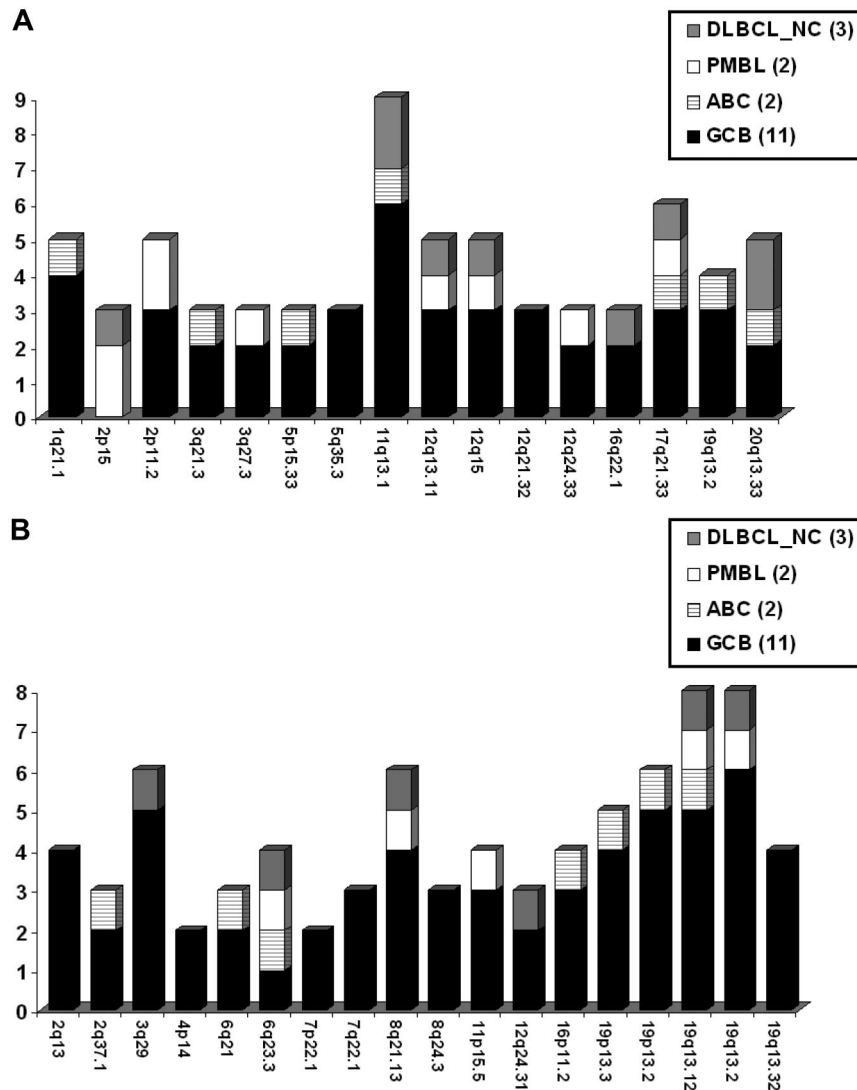 A
DLBCL_NC (3)
PMBL (2)
ABC (2)
GCB (11)
9
8
7
6
5
4
3
2
1
0
1q21.1
2p15
2p11.2
3q21.3
3q27.3
5p15.33
5q35.3
11q13.1
12q13.11
12q15
12q21.32
12q24.33
16q22.1
17q21.33
19q13.2
20q13.33
B
DLBCL_NC (3)
PMBL (2)
ABC (2)
GCB (11)
8
7
6
5
4
3
2
1
0
2q13
2q37.1
3q29
4p14
6q21
6q23.3
7p22.1
7q22.1
8q21.13
8q24.3
11p15.5
12q24.31
16p11.2
19p13.3
19p13.2
19q13.12
19q13.2
19q13.32